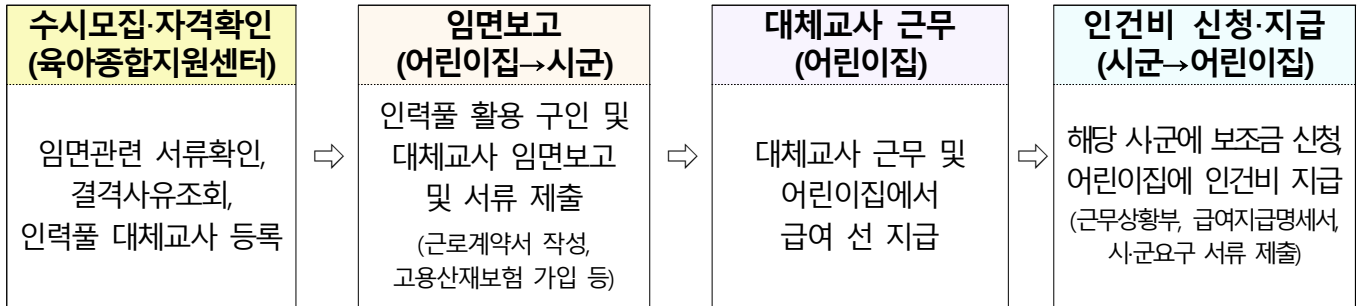 수시모집·자격확인
(육아종합지원센터)
임면관련 서류확인,
결격사유조회,
인력풀 대체교사 등록
⇨
임면보고
(어린이집→시군)
인력풀 활용 구인 및
대체교사 임면보고
및 서류 제출
(근로계약서 작성,
고용산재보험 가입 등)
⇨
대체교사 근무
(어린이집)
대체교사 근무 및
어린이집에서
급여 선 지급
⇨
인건비 신청·지급
(시군→어린이집)
해당 시·군에 보조금 신청,
어린이집에 인건비 지급
(근무상황부, 급여지급명세서,
시·군요구 서류 제출)